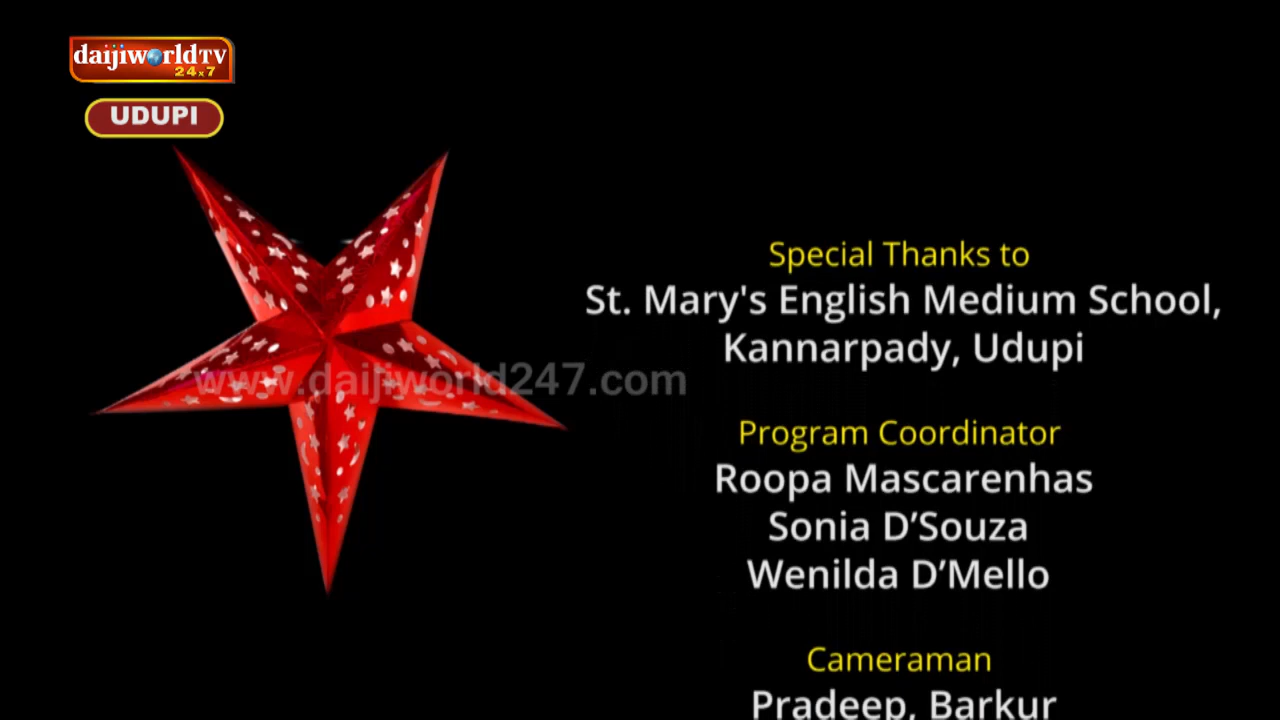 daijiworldTV
24x7
UDUPI
Special Thanks to
St. Mary's English Medium School,
Kannarpady, Udupi
www.daijiworld247.com
Program Coordinator
Roopa Mascarenhas
Sonia D’Souza
Wenilda D’Mello
Cameraman
Pradeep, Barkur